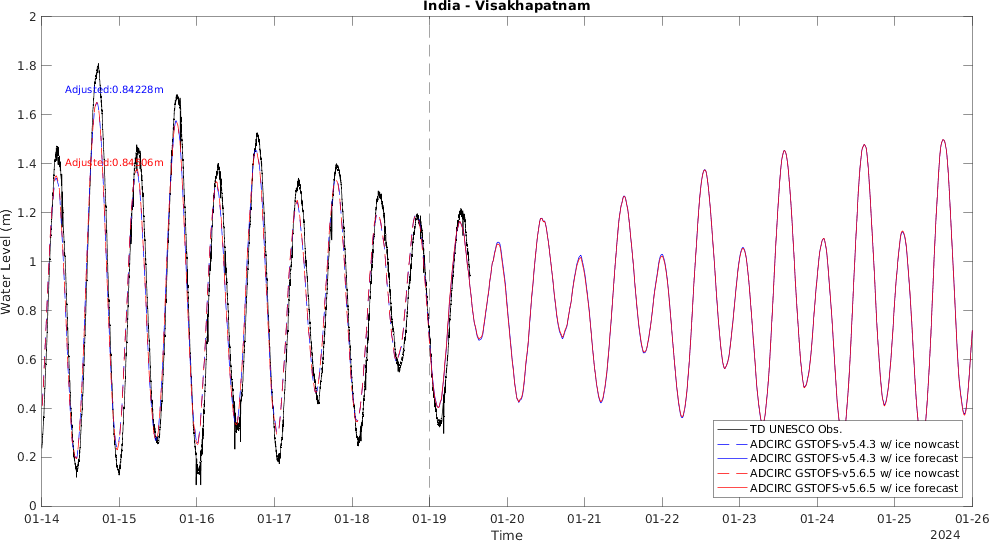 India - Visakhapatnam
2
1.8
1.6
1.4
1.2
1
0.8
0.6
0.4
0.2
0
Water Level (m)
Adjusted:0.84228m
TD UNESCO Obs.
ADCIRC GSTOFS-v5.4.3 w/ ice nowcast
ADCIRC GSTOFS-v5.4.3 w/ ice forecast
ADCIRC GSTOFS-v5.6.5 w/ ice nowcast
ADCIRC GSTOFS-v5.6.5 w/ ice forecast
01-14 01-15 01-16 01-17 01-18 01-19 01-20 01-21 01-22 01-23 01-24 01-25 01-26
Time
2024